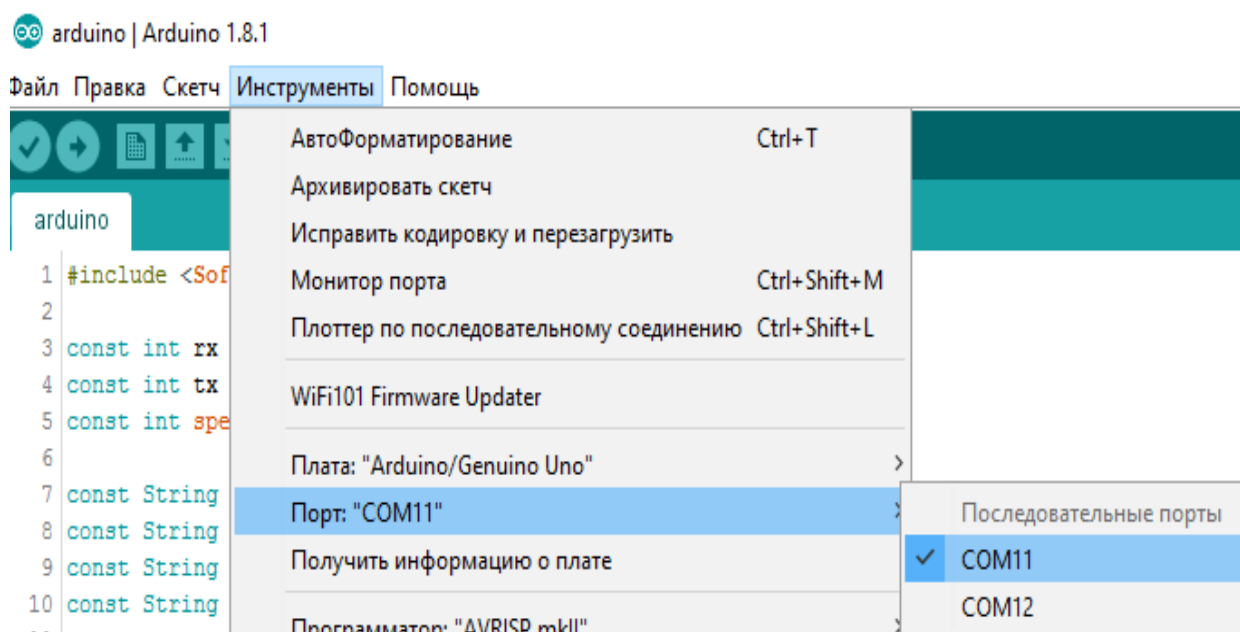 arduino | Arduino 1.8.1
Файл Правка Скетч Инструменты Помощь
АвтоФорматирование Ctrl+T
Архивировать скетч
Исправить кодировку и перезагрузить
Монитор порта Ctrl+Shift+M
Плоттер по последовательному соединению Ctrl+Shift+L
WiFi101 Firmware Updater
Плата: "Arduino/Genuino Uno"
Порт: "COM11"
Получить информацию о плате
Программатор: "AVRISP mkII"
Последовательные порты
COM11
COM12
arduino
1 #include <Sof
2
3 const int rx
4 const int tx
5 const int spe
6
7 const String
8 const String
9 const String
10 const String